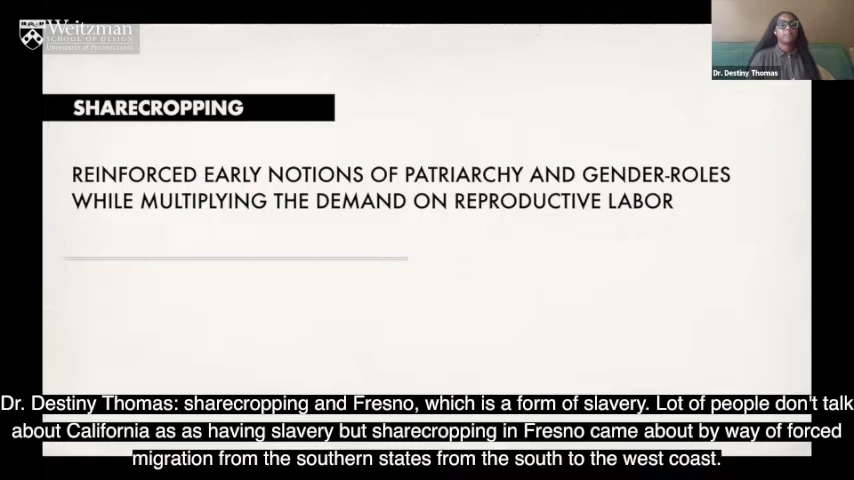 Weitzman
SCHOOL OF DESIGN
UNIVERSITY OF PENNSYLVANIA
Dr. Destiny Thomas
SHARECROPPING
REINFORCED EARLY NOTIONS OF PATRIARCHY AND GENDER-ROLES
WHILE MULTIPLYING THE DEMAND ON REPRODUCTIVE LABOR
Dr. Destiny Thomas: sharecropping and Fresno, which is a form of slavery. Lot of people don't talk
about California as as having slavery but sharecropping in Fresno came about by way of forced
migration from the southern states from the south to the west coast.